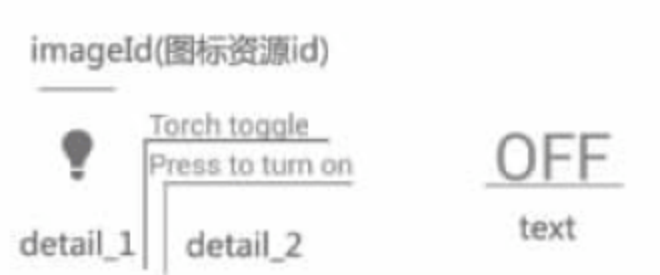 imageId(图标资源id)
Torch toggle
Press to turn on
OFF
detail_1
detail_2
text